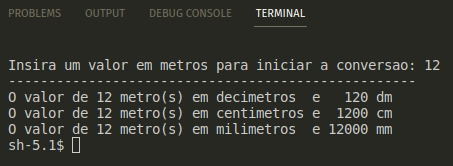 PROBLEMS OUTPUT DEBUG CONSOLE TERMINAL
Insira um valor em metros para iniciar a conversao: 12
----------------------------------------------------
O valor de 12 metro(s) em decimetros  e   120 dm
O valor de 12 metro(s) em centimetros e  1200 cm
O valor de 12 metro(s) em milimetros  e 12000 mm
sh-5.1$